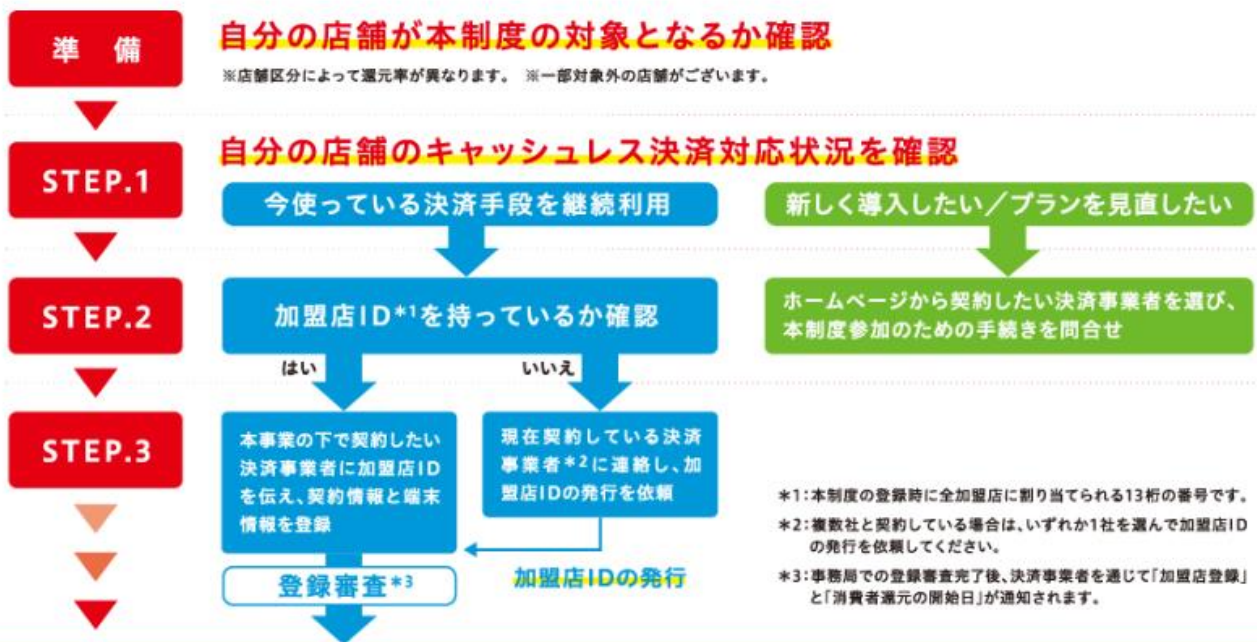 準 備
自分の店舗が本制度の対象となるか確認
※店舗区分によって還元率が異なります。 ※一部対象外の店舗がございます。
STEP.1
自分の店舗のキャッシュレス決済対応状況を確認
今使っている決済手段を継続利用
新しく導入したい／プランを見直したい
STEP.2
加盟店ID*1を持っているか確認
ホームページから契約したい決済事業者を選び、
本制度参加のための手続きを問合せ
はい
いいえ
STEP.3
本事業の下で契約したい
決済事業者に加盟店ID
を伝え、契約情報と端末
情報を登録
現在契約している決済
事業者*2に連絡し、加
盟店IDの発行を依頼
登録審査*3
加盟店IDの発行
*1：本制度の登録時に全加盟店に割り当てられる13桁の番号です。
*2：複数社と契約している場合は、いずれか1社を選んで加盟店ID
の発行を依頼してください。
*3：事務局での登録審査完了後、決済事業者を通じて「加盟店登録」
と「消費者還元の開始日」が通知されます。